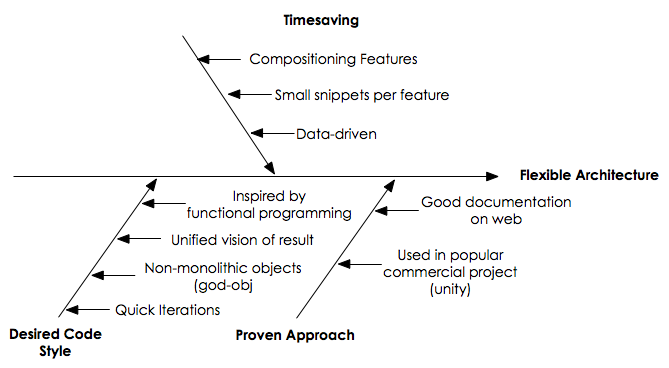 Timesaving
Compositioning Features
Small snippets per feature
Data-driven
Flexible Architecture
Inspired by
functional programming
Unified vision of result
Non-monolithic objects
(god-obj
Quick Iterations
Desired Code
Style
Good documentation
on web
Used in popular
commercial project
(unity)
Proven Approach